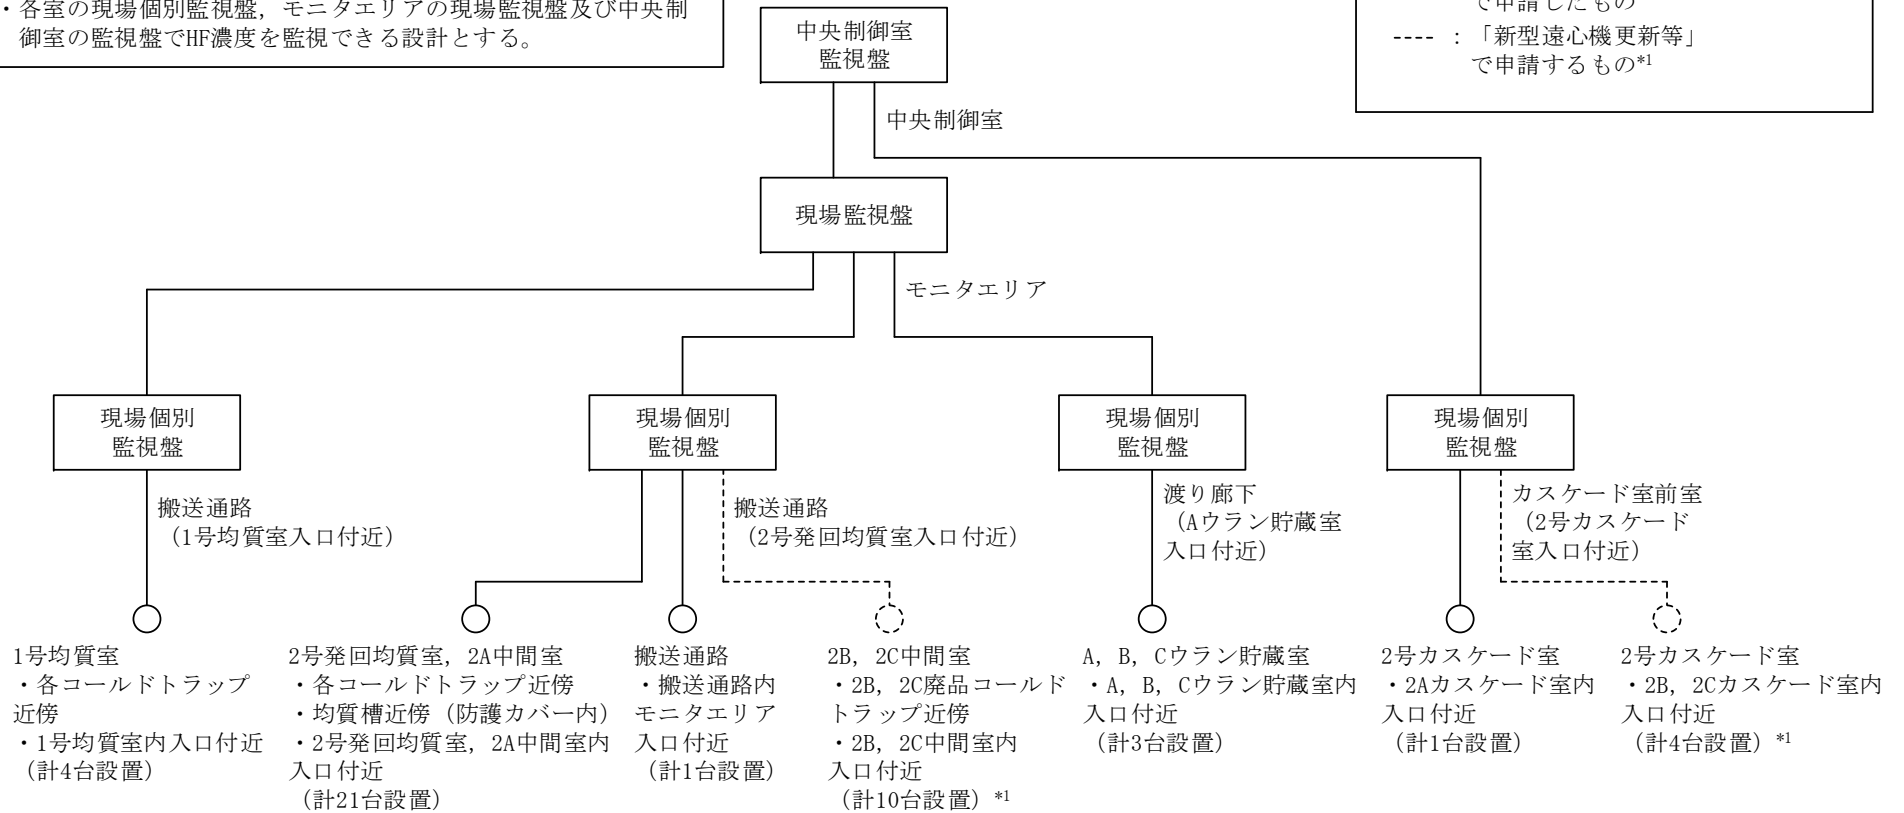 ・各室の現場個別監視盤，モニタエリアの現場監視盤及び中央制
御室の監視盤でHF濃度を監視できる設計とする。
で申請したもの
---- ：「新型遠心機更新等」
で申請するもの*1
中央制御室
監視盤
中央制御室
現場監視盤
モニタエリア
現場個別
監視盤
現場個別
監視盤
現場個別
監視盤
現場個別
監視盤
搬送通路
（1号均質室入口付近）
搬送通路
（2号発回均質室入口付近）
渡り廊下
（Aウラン貯蔵室
入口付近）
カスケード室前室
（2号カスケード
室入口付近）
1号均質室
・各コールドトラップ
近傍
・1号均質室内入口付近
（計4台設置）
2号発回均質室，2A中間室
・各コールドトラップ近傍
・均質槽近傍（防護カバー内）
・2号発回均質室，2A中間室内
入口付近
（計21台設置）
搬送通路
・搬送通路内
モニタエリア
入口付近
（計1台設置）
2B，2C中間室
・2B，2C廃品コールド
トラップ近傍
・2B，2C中間室内
入口付近
（計10台設置）*1
A，B，Cウラン貯蔵室
・A，B，Cウラン貯蔵室内
入口付近
（計3台設置）
2号カスケード室
・2Aカスケード室内
入口付近
（計1台設置）
2号カスケード室
・2B，2Cカスケード室内
入口付近
（計4台設置）*1